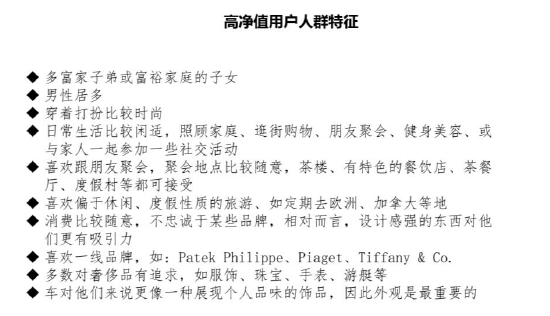 高净值用户人群特征
◆ 多富家子弟或富裕家庭的子女
◆ 男性居多
◆ 穿着打扮比较时尚
◆ 日常生活比较闲适，照顾家庭、逛街购物、朋友聚会、健身美容、或
与家人一起参加一些社交活动
◆ 喜欢跟朋友聚会，聚会地点比较随意，茶楼、有特色的餐饮店、茶餐
厅、度假村等都可接受
◆ 喜欢偏于休闲、度假性质的旅游、如定期去欧洲、加拿大等地
◆ 消费比较随意，不忠诚于某些品牌，相对而言，设计感强的东西对他
们更有吸引力
◆ 喜欢一线品牌，如：Patek Philippe、Piaget、Tiffany & Co.
◆ 多数对奢侈品有追求，如服饰、珠宝、手表、游艇等
◆ 车对他们来说更像一种展现个人品味的饰品，因此外观是最重要的